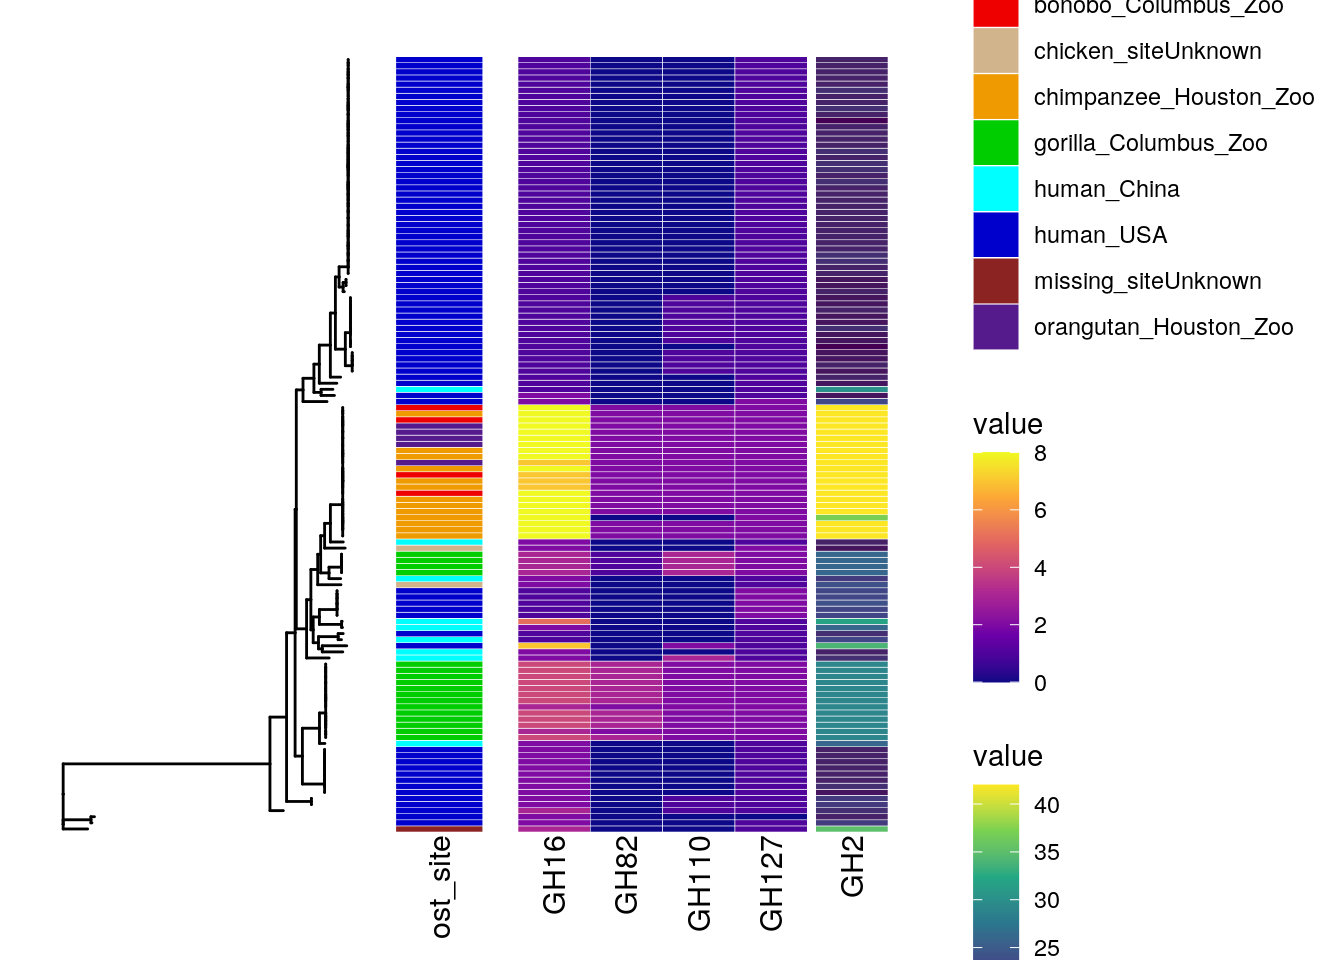 bonobo_Columbus_Zoo
chicken_siteUnknown
chimpanzee_Houston_Zoo
gorilla_Columbus_Zoo
human_China
human_USA
missing_siteUnknown
orangutan_Houston_Zoo
value
8
6
4
2
0
value
40
35
30
25
ost_site
GH16
GH82
GH110
GH127
GH2